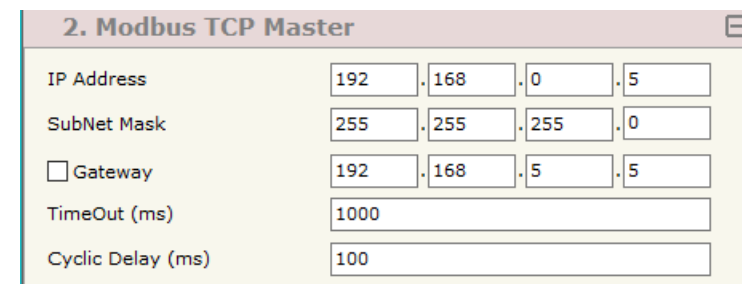 2. Modbus TCP Master
IP Address 192 . 168 . 0 . 5
SubNet Mask 255 . 255 . 255 . 0
Gateway 192 . 168 . 5 . 5
TimeOut (ms) 1000
Cyclic Delay (ms) 100